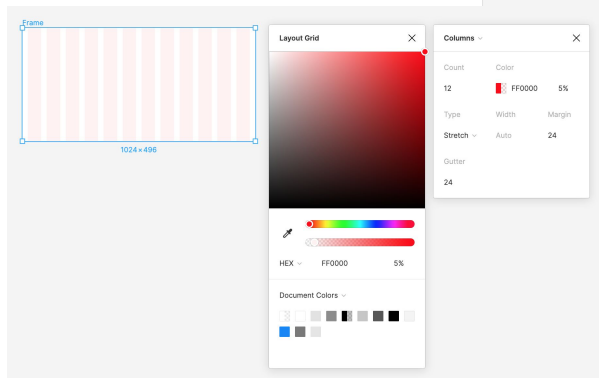 Frame
1024 × 496
Layout Grid
HEX
FF0000
5%
Document Colors
Columns
Count
Color
12
FF0000
5%
Type
Width
Margin
Stretch
Auto
24
Gutter
24